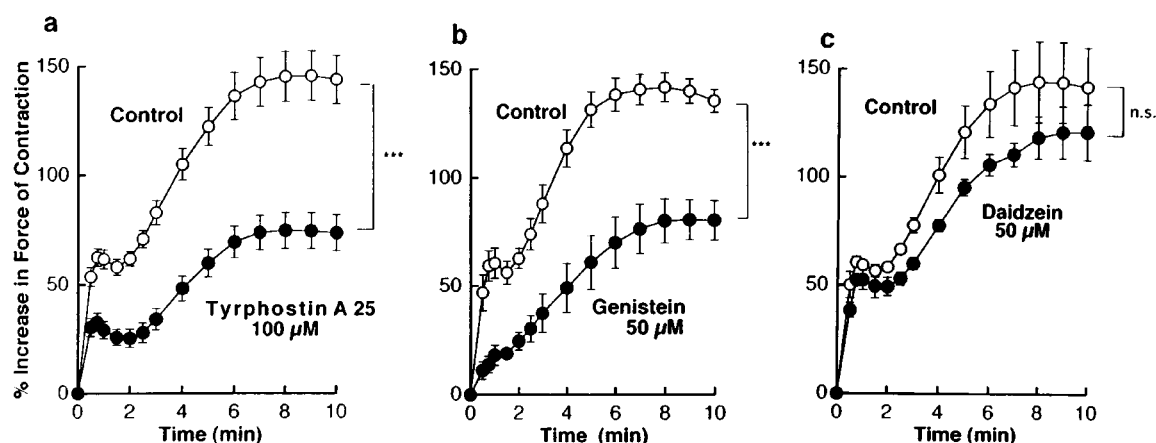 a
% Increase in Force of Contraction
150
100
50
0
Control
***
Tyrphostin A 25
100 µM
0 2 4 6 8 10
Time (min)
b
150
100
50
0
Control
***
Genistein
50 µM
0 2 4 6 8 10
Time (min)
c
150
100
50
0
Control
n.s.
Daidzein
50 µM
0 2 4 6 8 10
Time (min)